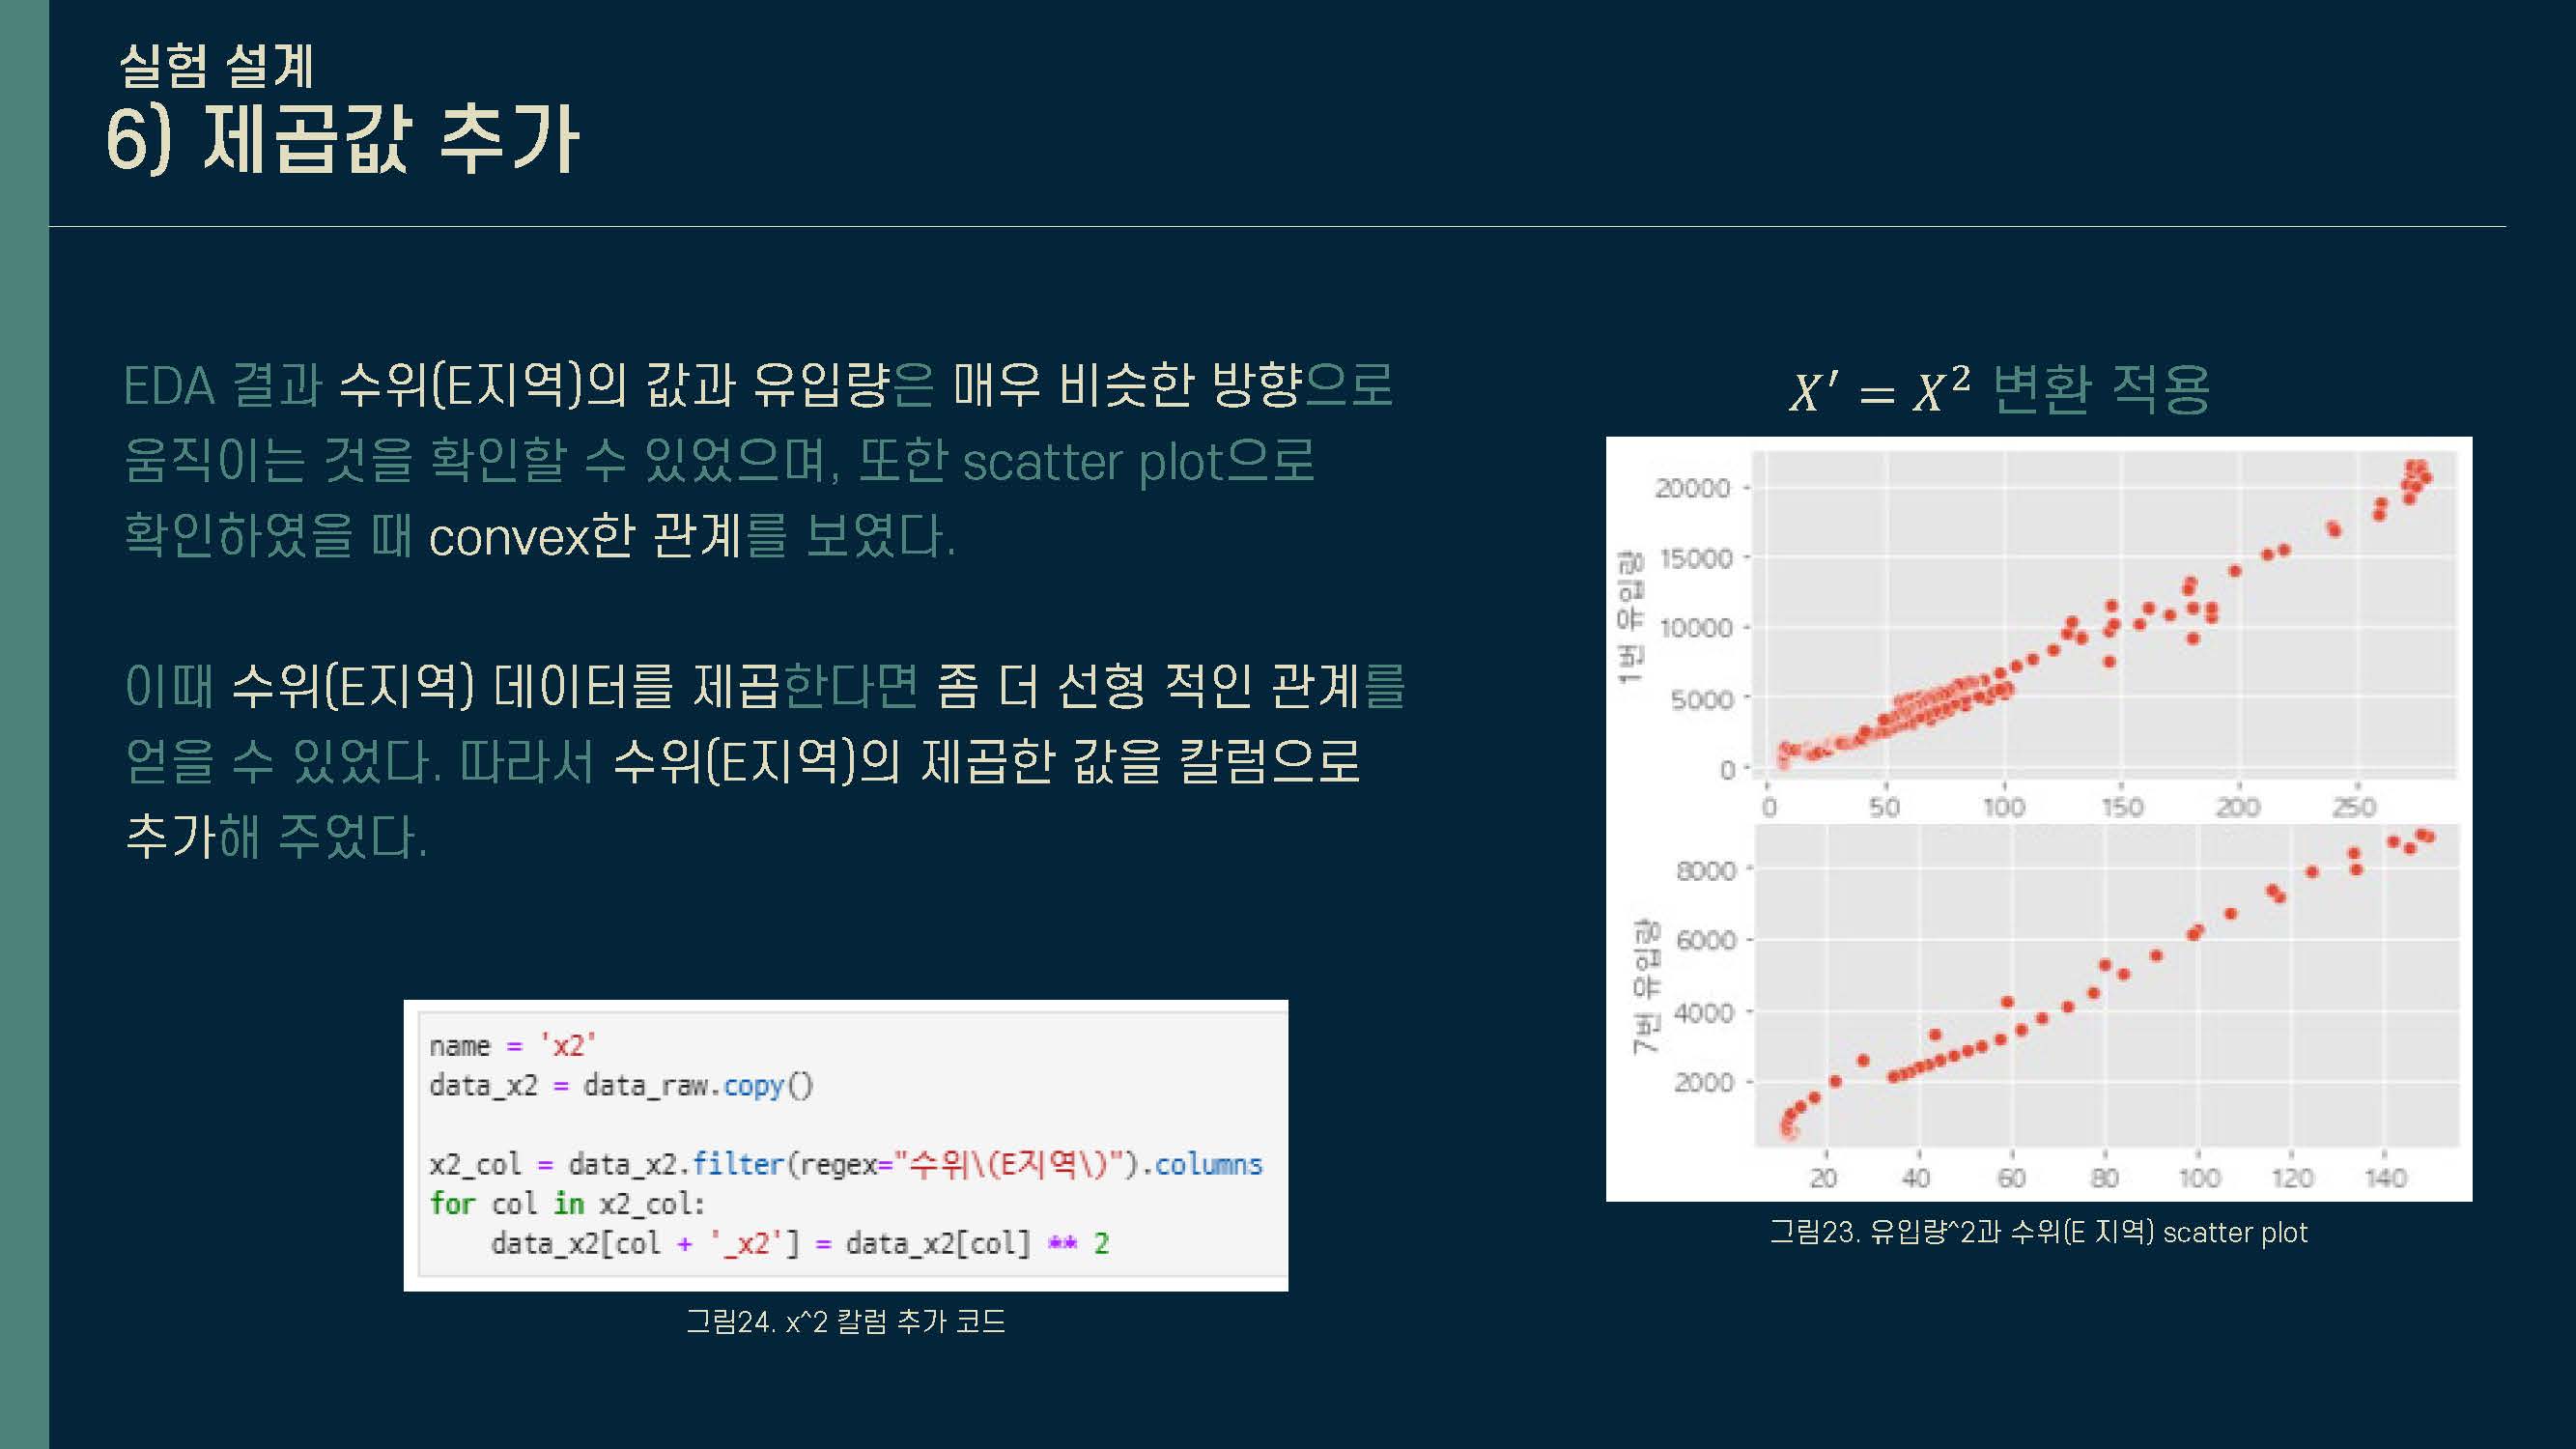 실험 설계
6) 제곱값 추가
EDA 결과 수위(E지역)의 값과 유입량은 매우 비슷한 방향으로
움직이는 것을 확인할 수 있었으며, 또한 scatter plot으로
확인하였을 때 convex한 관계를 보였다.
이때 수위(E지역) 데이터를 제곱한다면 좀 더 선형 적인 관계를
얻을 수 있었다. 따라서 수위(E지역)의 제곱한 값을 칼럼으로
추가해 주었다.
name = 'x2'
data_x2 = data_raw.copy()
x2_col = data_x2.filter(regex="수위\(E지역\)").columns
for col in x2_col:
    data_x2[col + '_x2'] = data_x2[col] ** 2
그림24. x^2 칼럼 추가 코드
X′ = X² 변환 적용
1번 유입량
20000
15000
10000
5000
0
0 50 100 150 200 250
7번 유입량
8000
6000
4000
2000
20 40 60 80 100 120 140
그림23. 유입량^2과 수위(E 지역) scatter plot